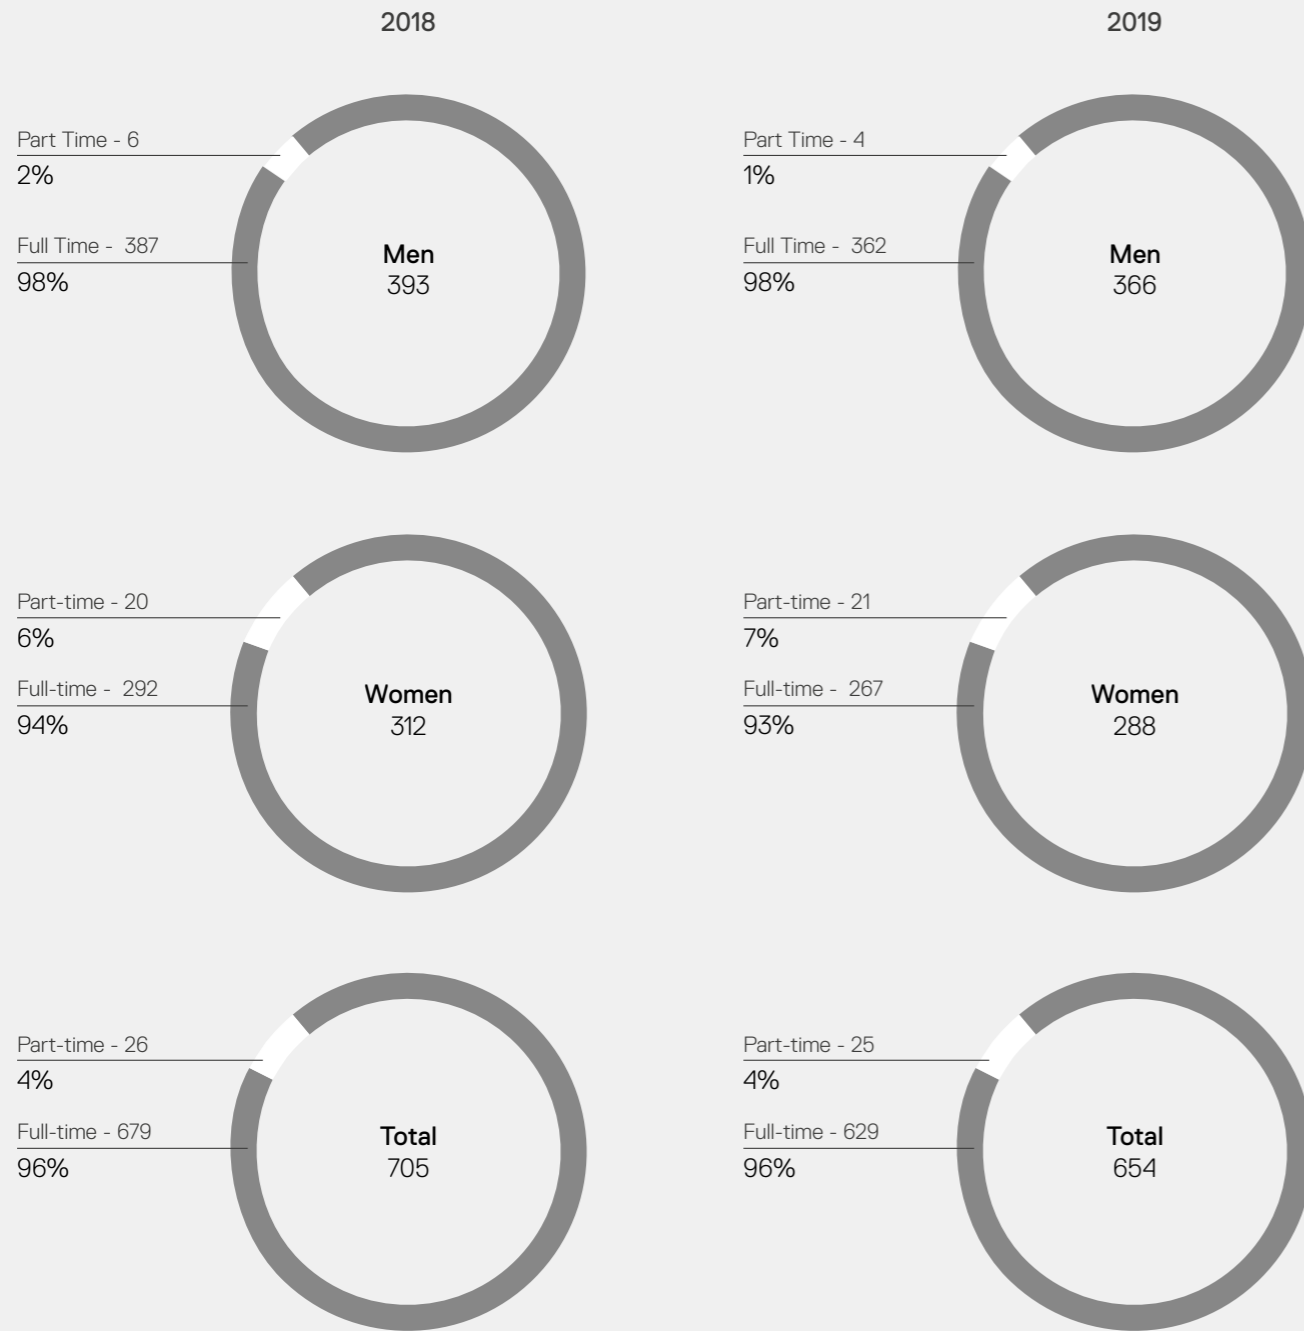 2018
2019
Part Time - 6
2%
Full Time -  387
98%
Men
393
Part Time - 4
1%
Full Time -  362
98%
Men
366
Part-time - 20
6%
Full-time -  292
94%
Women
312
Part-time - 21
7%
Full-time -  267
93%
Women
288
Part-time - 26
4%
Full-time - 679
96%
Total
705
Part-time - 25
4%
Full-time - 629
96%
Total
654